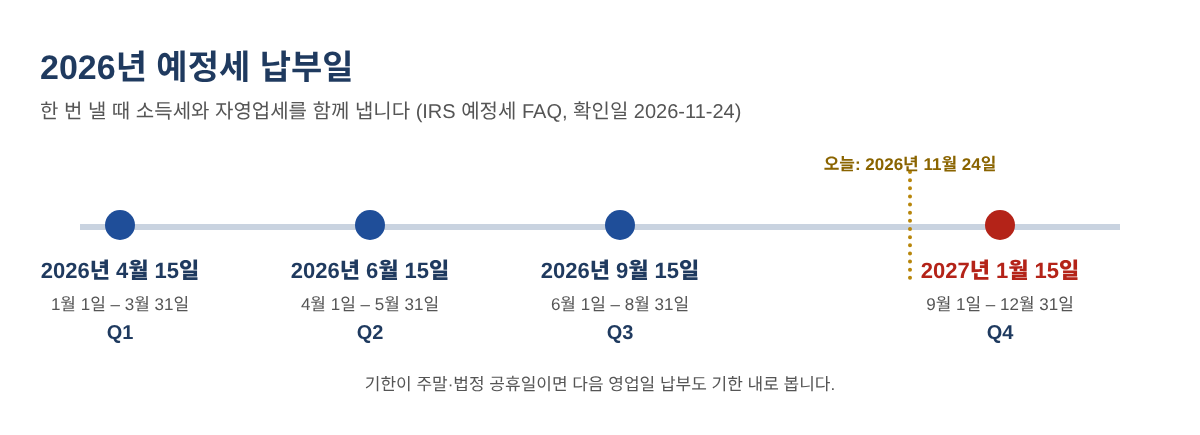 2026년 예정세 납부일
한 번 낼 때 소득세와 자영업세를 함께 냅니다 (IRS 예정세 FAQ, 확인일 2026-11-24)
오늘: 2026년 11월 24일
2026년 4월 15일
1월 1일 – 3월 31일
Q1
2026년 6월 15일
4월 1일 – 5월 31일
Q2
2026년 9월 15일
6월 1일 – 8월 31일
Q3
2027년 1월 15일
9월 1일 – 12월 31일
Q4
기한이 주말·법정 공휴일이면 다음 영업일 납부도 기한 내로 봅니다.